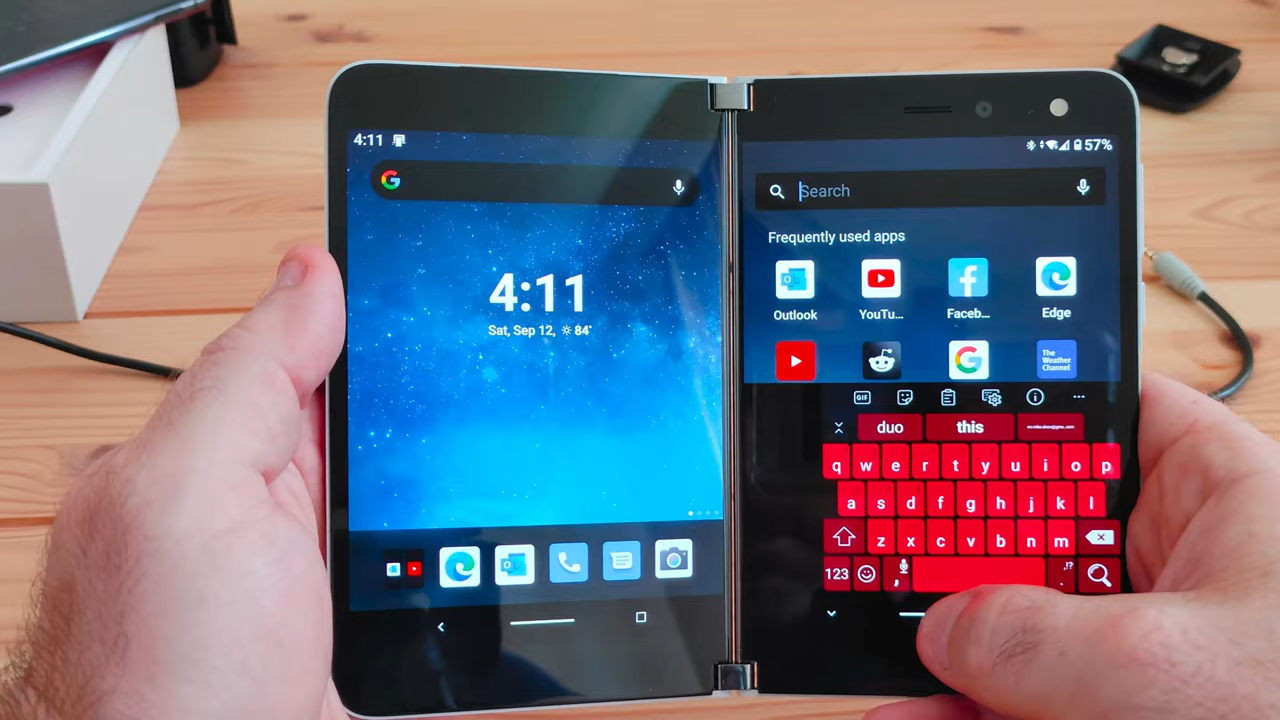 4:11
4:11
Sat, Sep 12, 84°
57%
Search
Frequently used apps
Outlook YouTu... Faceb... Edge
The Weather Channel
GIF
duo this
q w e r t y u i o p
a s d f g h j k l
z x c v b n m
123 , .,!?